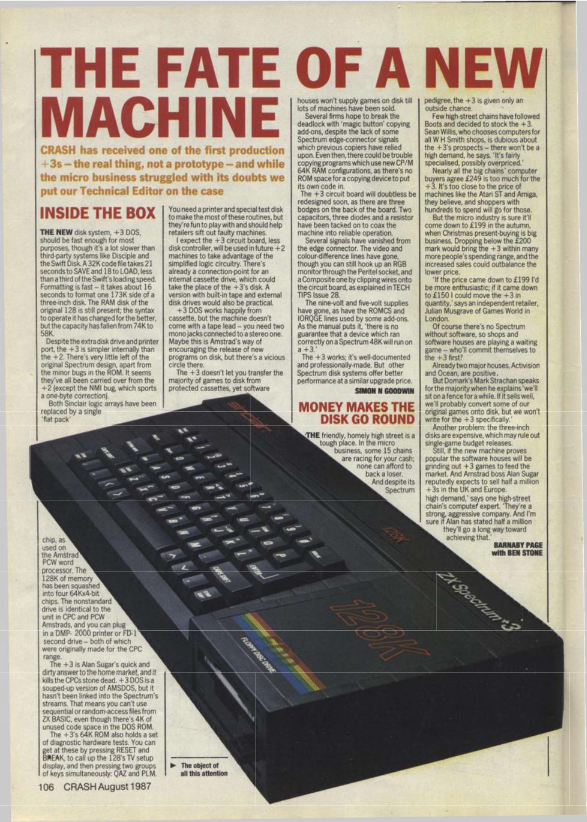 THE FATE OF A NEW
MACHINE
CRASH has received one of the first production
+3s – the real thing, not a prototype – and while
the micro business struggled with its doubts we
put our Technical Editor on the case
INSIDE THE BOX
THE NEW disk system, +3 DOS,
should be fast enough for most
purposes, though it's a lot slower than
third-party systems like Disciple and
the Swift Disk. A 32K code file takes 21
seconds to SAVE and 18 to LOAD, less
than a third of the Swift's loading speed.
Formatting is fast – it takes about 16
seconds to format one 173K side of a
three-inch disk. The RAM disk of the
original 128 is still present; the syntax
to operate it has changed for the better,
but the capacity has fallen from 74K to
58K.
Despite the extra disk drive and printer
port, the +3 is simpler internally than
the +2. There's very little left of the
original Spectrum design, apart from
the minor bugs in the ROM. It seems
they've all been carried over from the
+2 (except the NMI bug, which sports
a one-byte correction).
Both Sinclair logic arrays have been
replaced by a single
'flat pack'
chip, as
used on
the Amstrad
PCW word
processor. The
128K of memory
has been squashed
into four 64Kx4-bit
chips. The nonstandard
drive is identical to the
unit in CPC and PCW
Amstrads, and you can plug
in a DMP- 2000 printer or FD-1
second drive – both of which
were originally made for the CPC
range.
The +3 is Alan Sugar's quick and
dirty answer to the home market, and it
kills the CPCs stone dead. +3 DOS is a
souped-up version of AMSDOS, but it
hasn't been linked into the Spectrum's
streams. That means you can't use
sequential or random-access files from
ZX BASIC, even though there's 4K of
unused code space in the DOS ROM.
The +3's 64K ROM also holds a set
of diagnostic hardware tests. You can
get at these by pressing RESET and
BREAK, to call up the 128's TV setup
display, and then pressing two groups
of keys simultaneously: QAZ and PLM.
You need a printer and special test disk
to make the most of these routines, but
they're fun to play with and should help
retailers sift out faulty machines.
I expect the +3 circuit board, less
disk controller, will be used in future +2
machines to take advantage of the
simplified logic circuitry. There's
already a connection-point for an
internal cassette drive, which could
take the place of the +3's disk. A
version with built-in tape and external
disk drives would also be practical.
+3 DOS works happily from
cassette, but the machine doesn't
come with a tape lead – you need two
mono jacks connected to a stereo one.
Maybe this is Amstrad's way of
encouraging the release of new
programs on disk, but there's a vicious
circle there.
The +3 doesn't let you transfer the
majority of games to disk from
protected cassettes, yet software
houses won't supply games on disk till
lots of machines have been sold.
Several firms hope to break the
deadlock with 'magic button' copying
add-ons, despite the lack of some
Spectrum edge-connector signals
which previous copiers have relied
upon. Even then, there could be trouble
copying programs which use new CP/M
64K RAM configurations, as there's no
ROM space for a copying device to put
its own code in.
The +3 circuit board will doubtless be
redesigned soon, as there are three
bodges on the back of the board. Two
capacitors, three diodes and a resistor
have been tacked on to coax the
machine into reliable operation.
Several signals have vanished from
the edge connector. The video and
colour-difference lines have gone,
though you can still hook up an RGB
monitor through the Peritel socket, and
a Composite one by clipping wires onto
the circuit board, as explained in TECH
TIPS Issue 28.
The nine-volt and five-volt supplies
have gone, as have the ROMCS and
IORQGE lines used by some add-ons.
As the manual puts it, 'there is no
guarantee that a device which ran
correctly on a Spectrum 48K will run on
a +3.'
The +3 works; it's well-documented
and professionally-made. But other
Spectrum disk systems offer better
performance at a similar upgrade price.
SIMON N GOODWIN
MONEY MAKES THE
DISK GO ROUND
THE friendly, homely high street is a
tough place. In the micro
business, some 15 chains
are racing for your cash;
none can afford to
back a loser.
And despite its
Spectrum
pedigree, the +3 is given only an
outside chance.
Few high-street chains have followed
Boots and decided to stock the +3.
Sean Willis, who chooses computers for
all W H Smith shops, is dubious about
the +3's prospects – there won't be a
high demand, he says. 'It's fairly
specialised, possibly overpriced.'
Nearly all the big chains' computer
buyers agree £249 is too much for the
+3. It's too close to the price of
machines like the Atari ST and Amiga,
they believe, and shoppers with
hundreds to spend will go for those.
But the micro industry is sure it'll
come down to £199 in the autumn,
when Christmas present-buying is big
business. Dropping below the £200
mark would bring the +3 within many
more people's spending range, and the
increased sales could outbalance the
lower price.
'If the price came down to £199 I'd
be more enthusiastic; if it came down
to £150 I could move the +3 in
quantity,' says an independent retailer,
Julian Musgrave of Games World in
London.
Of course there's no Spectrum
without software, so shops and
software houses are playing a waiting
game – who'll commit themselves to
the +3 first?
Already two major houses, Activision
and Ocean, are positive.
But Domark's Mark Strachan speaks
for the majority when he explains 'we'll
sit on a fence for a while. If it sells well,
we'll probably convert some of our
original games onto disk, but we won't
write for the +3 specifically.'
Another problem: the three-inch
disks are expensive, which may rule out
single-game budget releases.
Still, if the new machine proves
popular the software houses will be
grinding out +3 games to feed the
market. And Amstrad boss Alan Sugar
reputedly expects to sell half a million
+3s in the UK and Europe.
high demand,' says one high-street
chain's computer expert. 'They're a
strong, aggressive company. And I'm
sure if Alan has stated half a million
they'll go a long way toward
achieving that.'
BARNABY PAGE
with BEN STONE
DISK
ZX Spectrum +3
128K
FLOPPY DISC DRIVE
► The object of
all this attention
106 CRASH August 1987